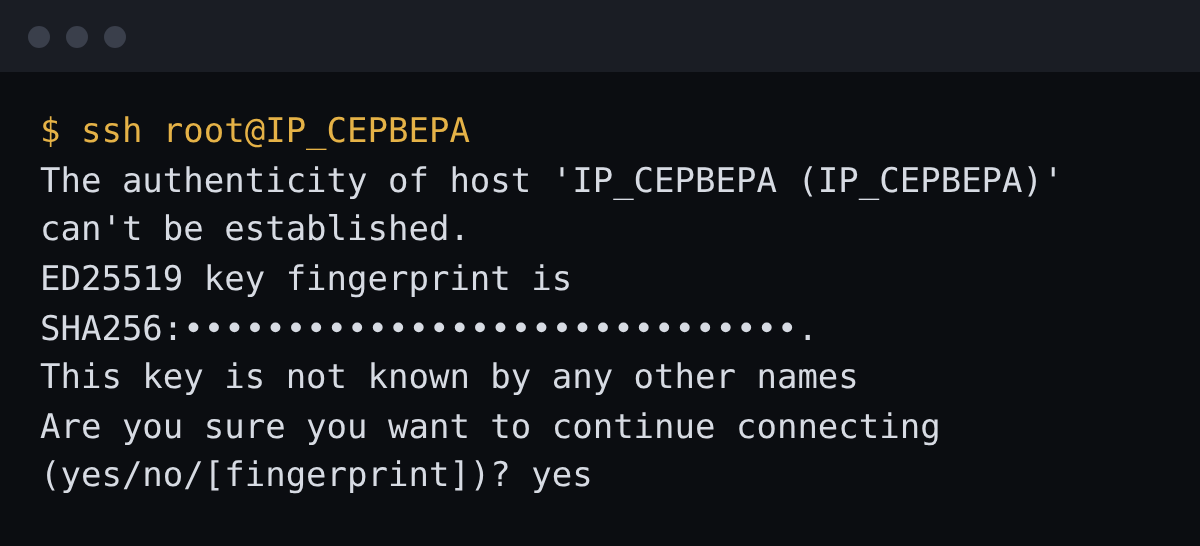 $ ssh root@IP_СЕРВЕРА
The authenticity of host 'IP_СЕРВЕРА (IP_СЕРВЕРА)'
can't be established.
ED25519 key fingerprint is
SHA256:••••••••••••••••••••••••••••••.
This key is not known by any other names
Are you sure you want to continue connecting
(yes/no/[fingerprint])? yes